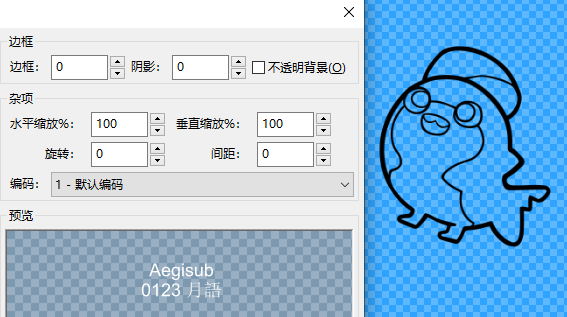 边框
边框： 0 阴影： 0 不透明背景(O)
杂项
水平缩放%： 100 垂直缩放%： 100
旋转： 0 间距： 0
编码： 1 - 默认编码
预览
Aegisub
0123 月語